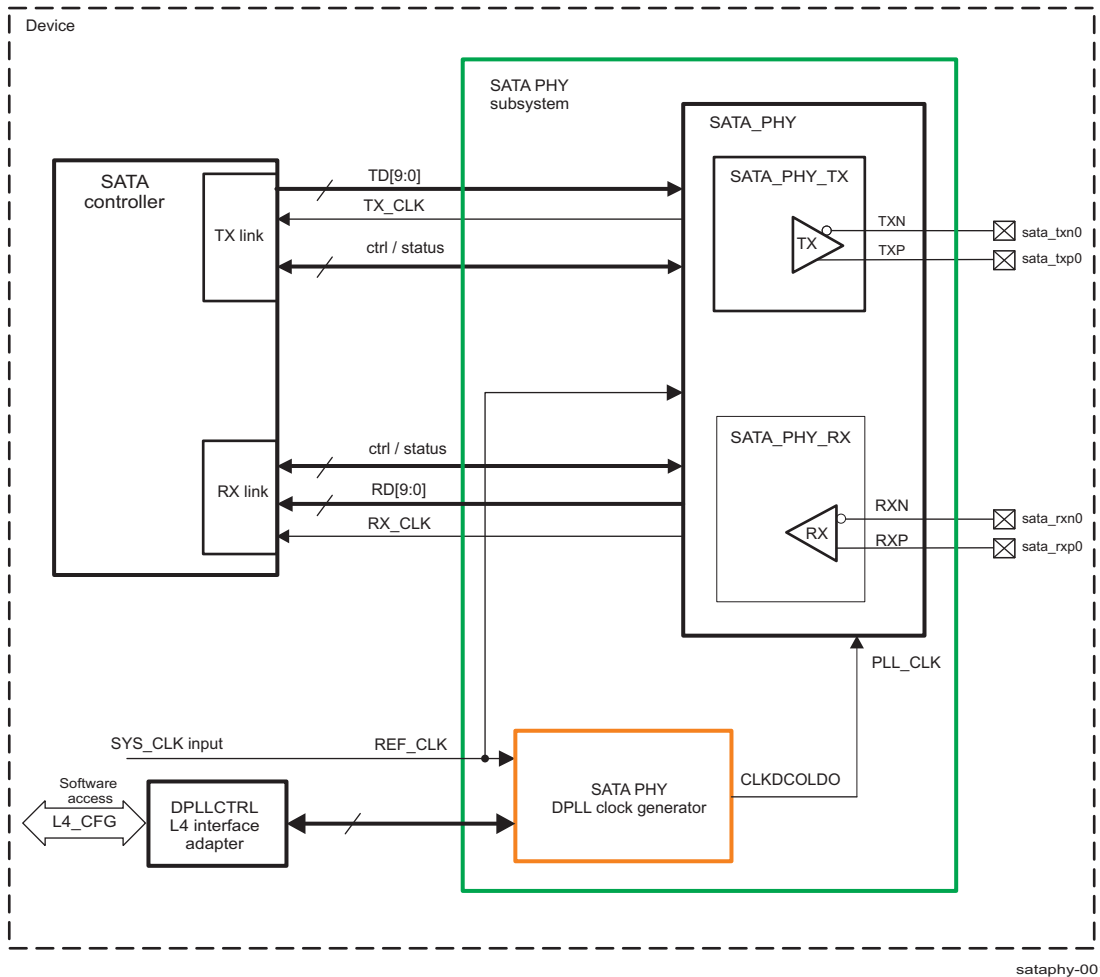 Device
SATA PHY
subsystem
SATA_PHY
SATA
controller
TX link
TD[9:0]
TX_CLK
ctrl / status
SATA_PHY_TX
TX
TXN
TXP
sata_txn0
sata_txp0
RX link
ctrl / status
RD[9:0]
RX_CLK
SATA_PHY_RX
RX
RXN
RXP
sata_rxn0
sata_rxp0
PLL_CLK
SYS_CLK input
REF_CLK
SATA PHY
DPLL clock generator
CLKDCOLDO
Software
access
L4_CFG
DPLLCTRL
L4 interface
adapter
sataphy-00